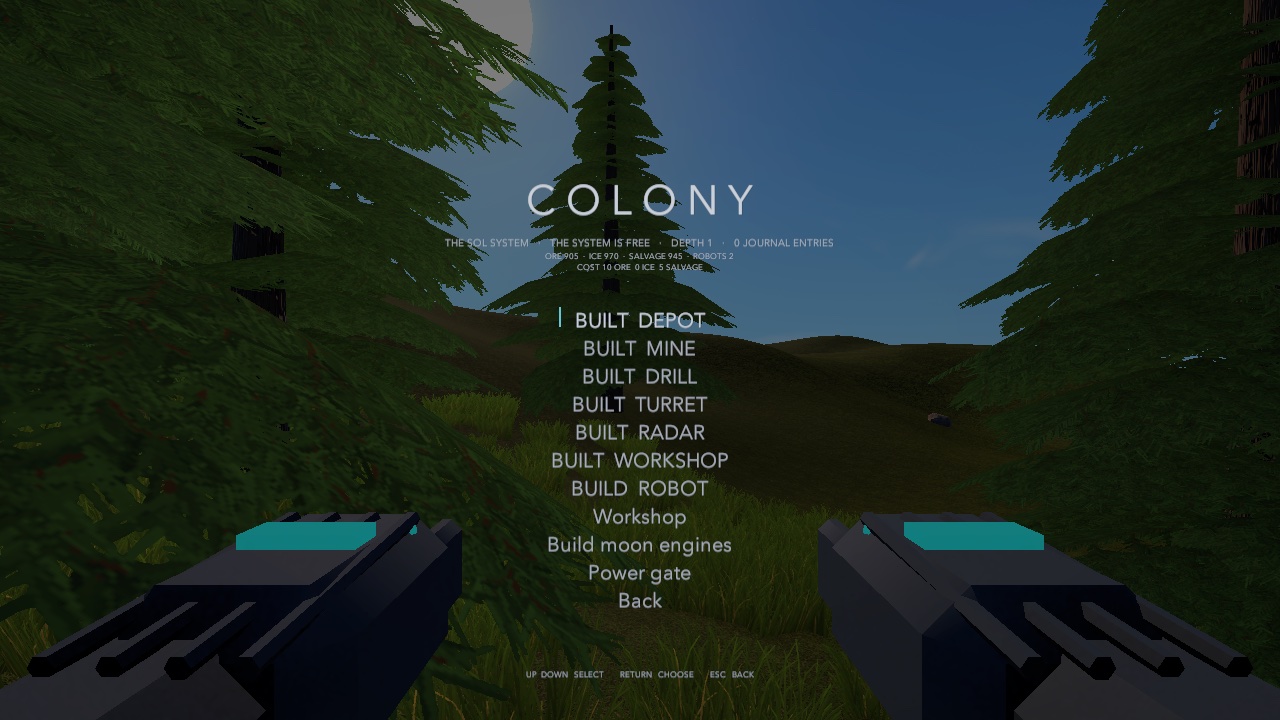 COLONY
THE SOL SYSTEM · THE SYSTEM IS FREE · DEPTH 1 · 0 JOURNAL ENTRIES
ORE 905 · ICE 970 · SALVAGE 945 · ROBOTS 2
COST 10 ORE 0 ICE 5 SALVAGE
BUILT DEPOT
BUILT MINE
BUILT DRILL
BUILT TURRET
BUILT RADAR
BUILT WORKSHOP
BUILD ROBOT
Workshop
Build moon engines
Power gate
Back
UP DOWN SELECT RETURN CHOOSE ESC BACK